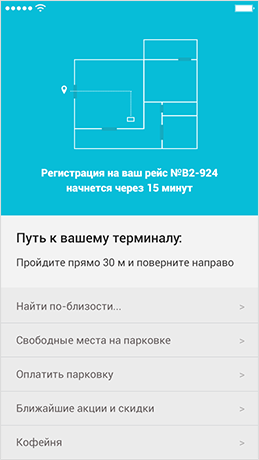 Регистрация на ваш рейс №В2-924
начнется через 15 минут
Путь к вашему терминалу:
Пройдите прямо 30 м и поверните направо
Найти по-близости... >
Свободные места на парковке >
Оплатить парковку >
Ближайшие акции и скидки >
Кофейня >